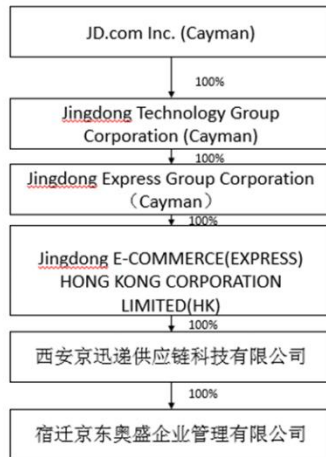 JD.com Inc. (Cayman)
100%
Jingdong Technology Group
Corporation (Cayman)
100%
Jingdong Express Group Corporation
（Cayman）
100%
Jingdong E-COMMERCE(EXPRESS)
HONG KONG CORPORATION
LIMITED(HK)
100%
西安京迅递供应链科技有限公司
100%
宿迁京东奥盛企业管理有限公司